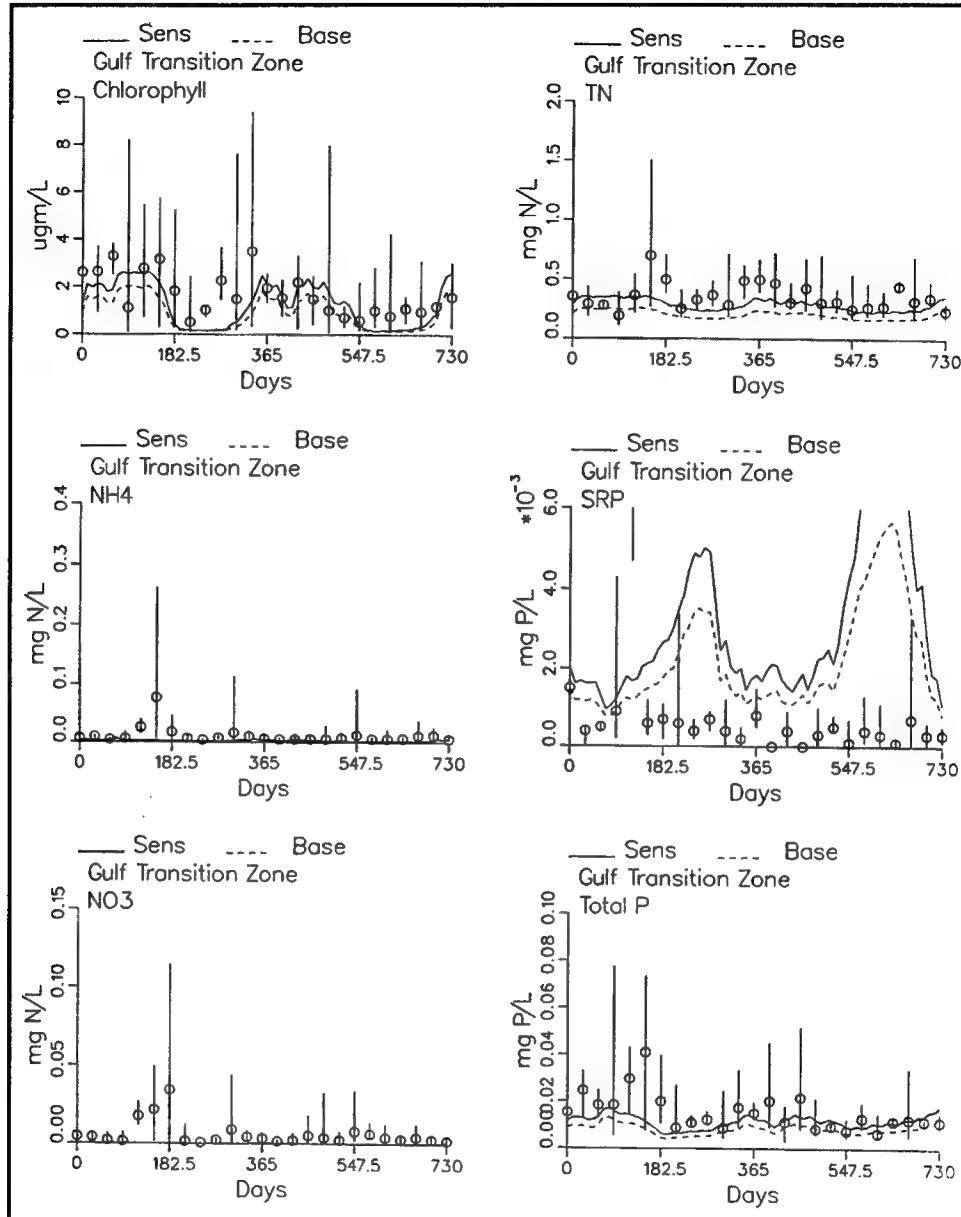 Sens Base
Gulf Transition Zone
Chlorophyll
ugm/L
10
8
6
4
2
0
0 182.5 365 547.5 730
Days
Sens Base
Gulf Transition Zone
TN
mg N/L
2.0
1.5
1.0
0.5
0.0
0 182.5 365 547.5 730
Days
Sens Base
Gulf Transition Zone
NH4
mg N/L
0.4
0.3
0.2
0.1
0.0
0 182.5 365 547.5 730
Days
Sens Base
Gulf Transition Zone
SRP
*10⁻³
mg P/L
6.0
4.0
2.0
0.0
0 182.5 365 547.5 730
Days
Sens Base
Gulf Transition Zone
NO3
mg N/L
0.15
0.10
0.05
0.00
0 182.5 365 547.5 730
Days
Sens Base
Gulf Transition Zone
Total P
mg P/L
0.10
0.08
0.06
0.04
0.02
0.00
0 182.5 365 547.5 730
Days